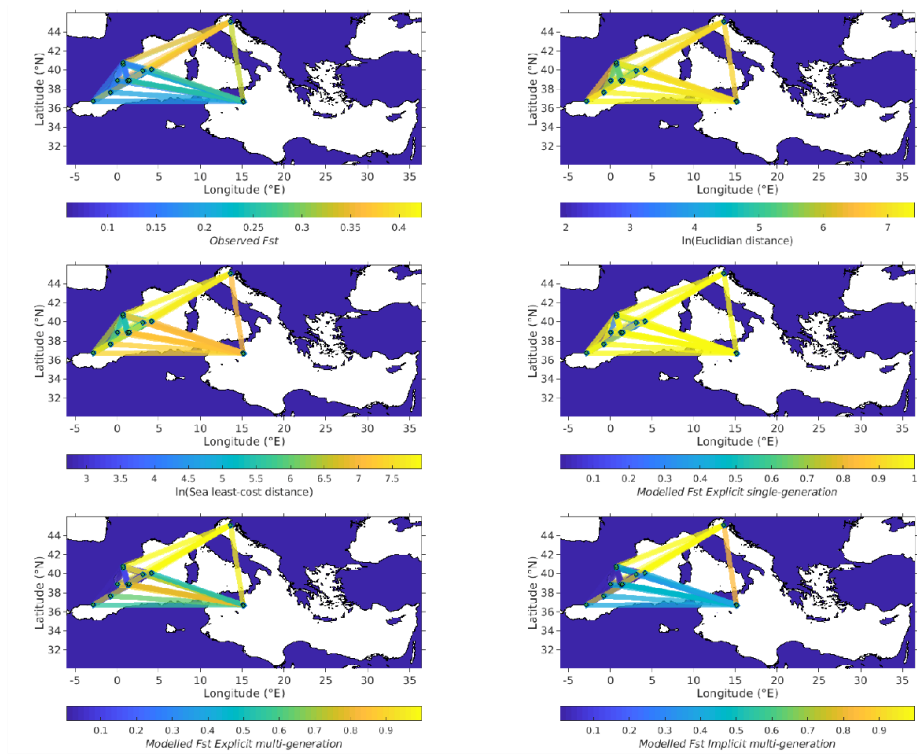 44
42
40
38
36
34
32
Latitude (°N)
-5 0 5 10 15 20 25 30 35
Longitude (°E)
0.1 0.15 0.2 0.25 0.3 0.35 0.4
Observed Fst
44
42
40
38
36
34
32
Latitude (°N)
-5 0 5 10 15 20 25 30 35
Longitude (°E)
2 3 4 5 6 7
ln(Euclidian distance)
44
42
40
38
36
34
32
Latitude (°N)
-5 0 5 10 15 20 25 30 35
Longitude (°E)
3 3.5 4 4.5 5 5.5 6 6.5 7 7.5
ln(Sea least-cost distance)
44
42
40
38
36
34
32
Latitude (°N)
-5 0 5 10 15 20 25 30 35
Longitude (°E)
0.1 0.2 0.3 0.4 0.5 0.6 0.7 0.8 0.9 1
Modelled Fst Explicit single-generation
44
42
40
38
36
34
32
Latitude (°N)
-5 0 5 10 15 20 25 30 35
Longitude (°E)
0.1 0.2 0.3 0.4 0.5 0.6 0.7 0.8 0.9
Modelled Fst Explicit multi-generation
44
42
40
38
36
34
32
Latitude (°N)
-5 0 5 10 15 20 25 30 35
Longitude (°E)
0.1 0.2 0.3 0.4 0.5 0.6 0.7 0.8 0.9
Modelled Fst Implicit multi-generation